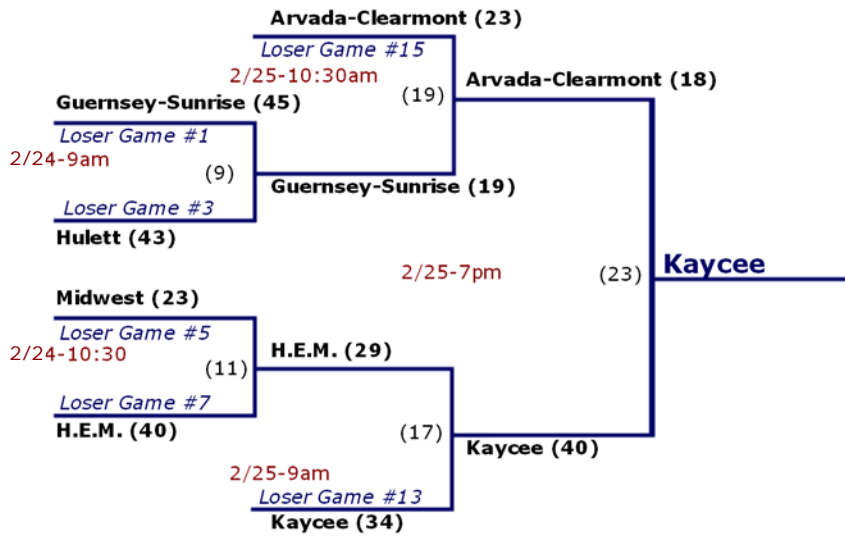 Arvada-Clearmont (23)
Loser Game #15
2/25-10:30am
(19)
Arvada-Clearmont (18)
Guernsey-Sunrise (45)
Loser Game #1
2/24-9am
(9)
Guernsey-Sunrise (19)
Loser Game #3
Hulett (43)
2/25-7pm
(23)
Kaycee
Midwest (23)
Loser Game #5
2/24-10:30
(11)
H.E.M. (29)
Loser Game #7
H.E.M. (40)
(17)
Kaycee (40)
2/25-9am
Loser Game #13
Kaycee (34)